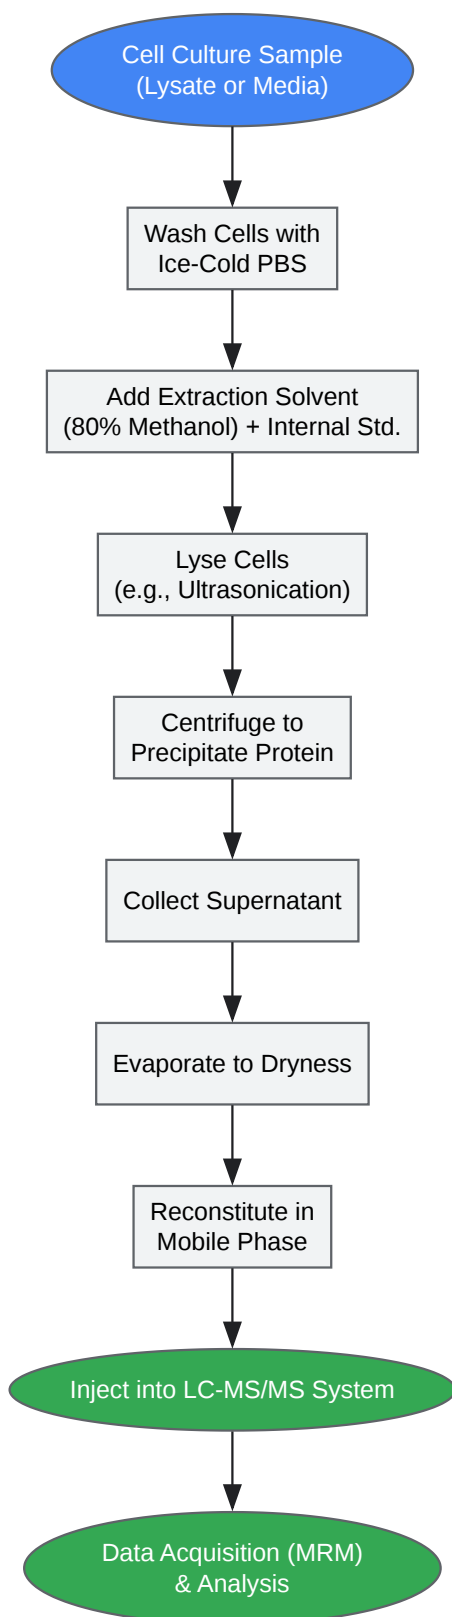 Cell Culture Sample
(Lysate or Media)
Wash Cells with
Ice-Cold PBS
Add Extraction Solvent
(80% Methanol) + Internal Std.
Lyse Cells
(e.g., Ultrasonication)
Centrifuge to
Precipitate Protein
Collect Supernatant
Evaporate to Dryness
Reconstitute in
Mobile Phase
Inject into LC-MS/MS System
Data Acquisition (MRM)
& Analysis